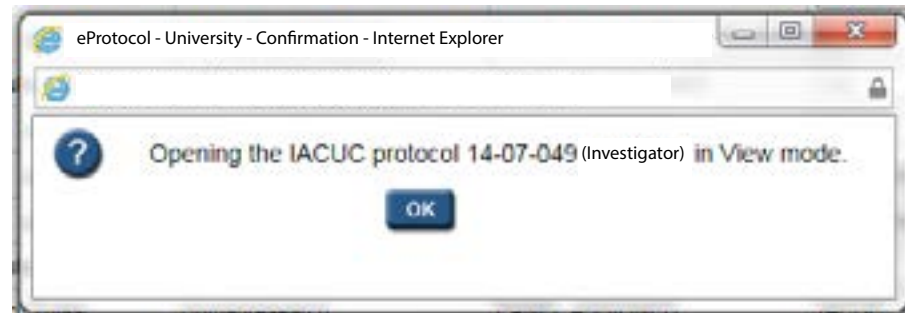 eProtocol - University - Confirmation - Internet Explorer
?
Opening the IACUC protocol 14-07-049 (Investigator) in View mode.
OK